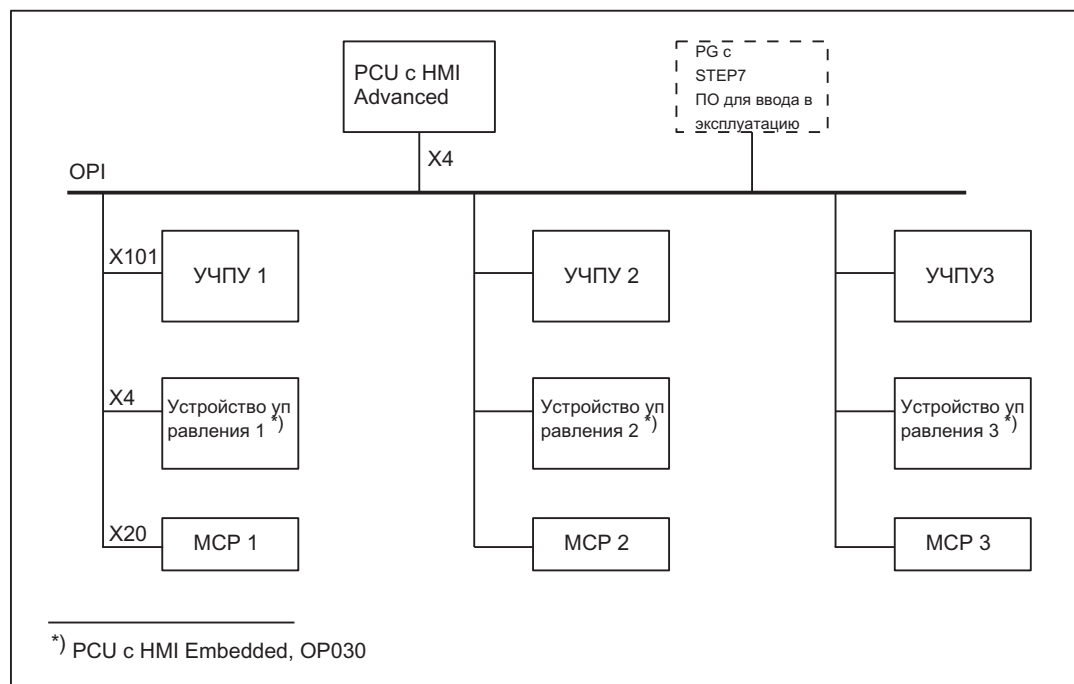 PCU с HMI
Advanced
PG с
STEP7
ПО для ввода в
эксплуатацию
X4
OPI
X101
УЧПУ 1
УЧПУ 2
УЧПУ3
X4
Устройство уп
равления 1 *)
Устройство уп
равления 2 *)
Устройство уп
равления 3 *)
X20
MCP 1
MCP 2
MCP 3
*) PCU с HMI Embedded, OP030